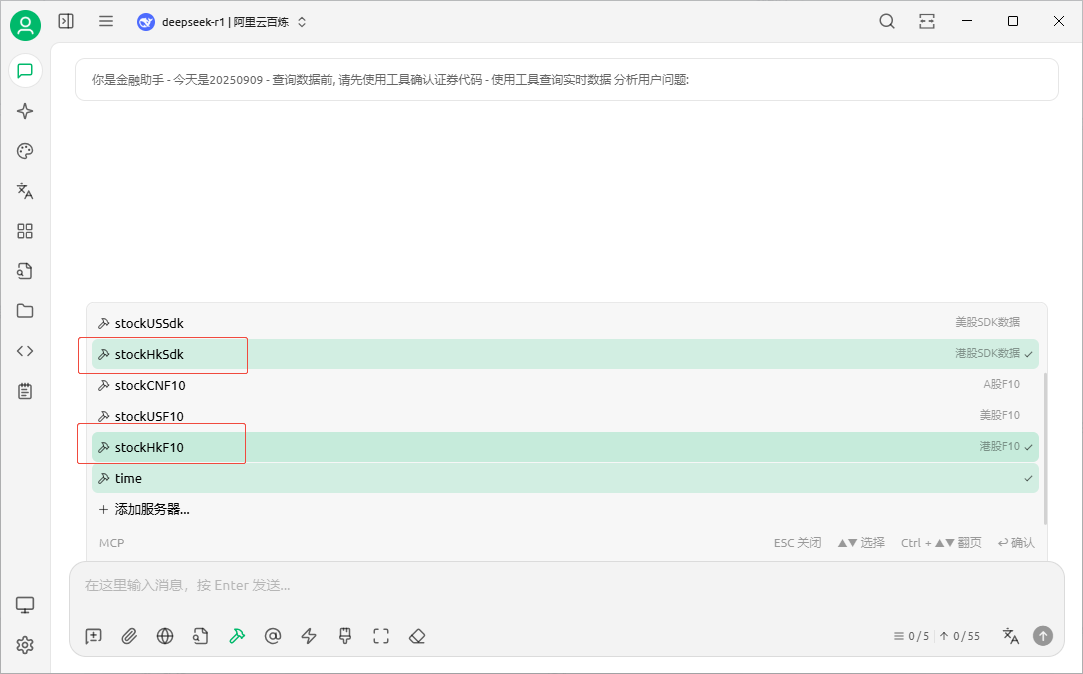 deepseek-r1 | 阿里云百炼
你是金融助手 - 今天是20250909 - 查询数据前, 请先使用工具确认证券代码 - 使用工具查询实时数据 分析用户问题:
stockUSSdk 美股SDK数据
stockHkSdk 港股SDK数据
stockCNF10 A股F10
stockUSF10 美股F10
stockHkF10 港股F10
time
+ 添加服务器...
MCP ESC 关闭 ▲▼ 选择 Ctrl + ▲▼ 翻页 ↩ 确认
在这里输入消息，按 Enter 发送...
0 / 5 ↑ 0 / 55